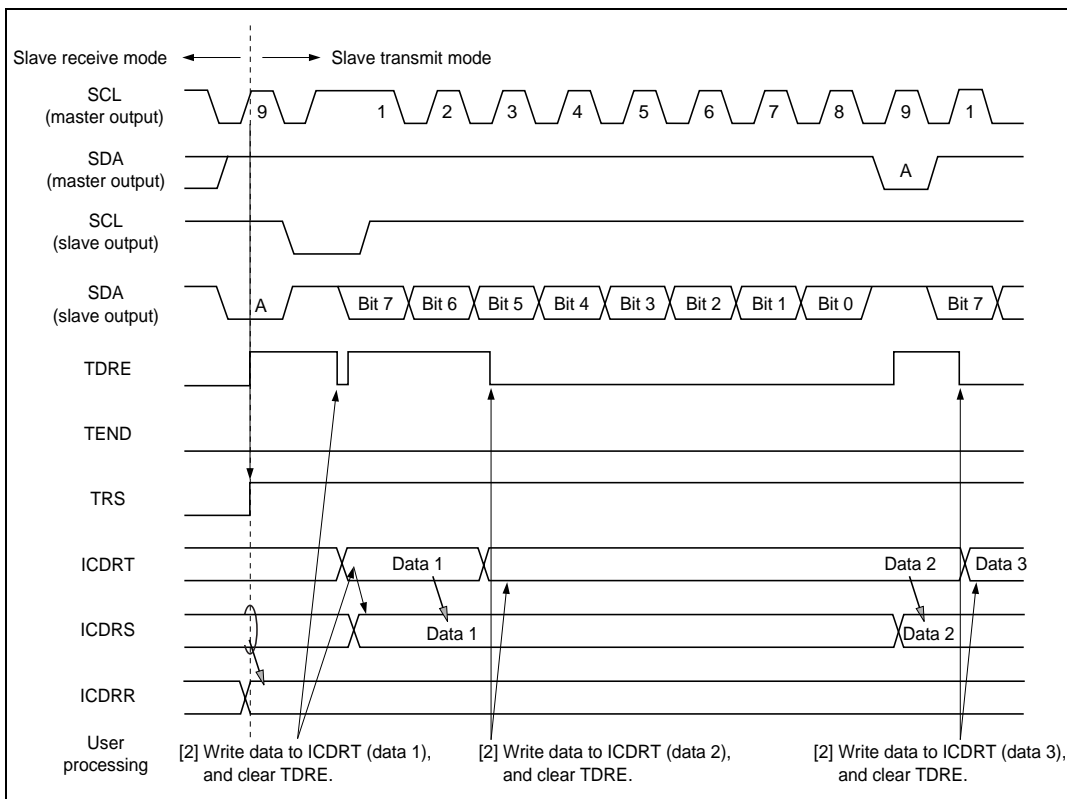 Slave receive mode Slave transmit mode
SCL
(master output)
9 1 2 3 4 5 6 7 8 9 1
SDA
(master output)
A
SCL
(slave output)
SDA
(slave output)
A Bit 7 Bit 6 Bit 5 Bit 4 Bit 3 Bit 2 Bit 1 Bit 0 Bit 7
TDRE
TEND
TRS
ICDRT
Data 1 Data 2 Data 3
ICDRS
Data 1 Data 2
ICDRR
User
processing
[2] Write data to ICDRT (data 1),
and clear TDRE.
[2] Write data to ICDRT (data 2),
and clear TDRE.
[2] Write data to ICDRT (data 3),
and clear TDRE.